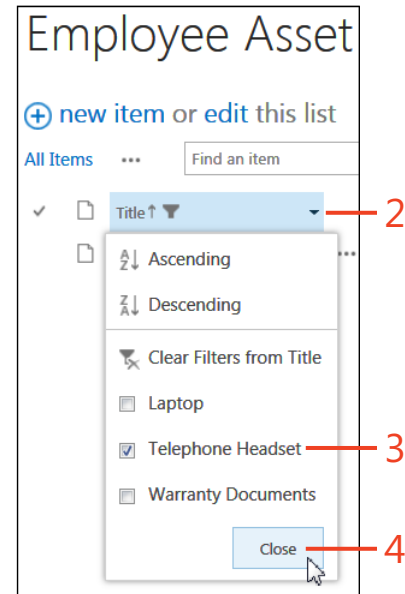 Employee Asset
new item or edit this list
All Items ••• Find an item
Title 2
•••
Ascending
Descending
Clear Filters from Title
Laptop
Telephone Headset 3
Warranty Documents
Close 4